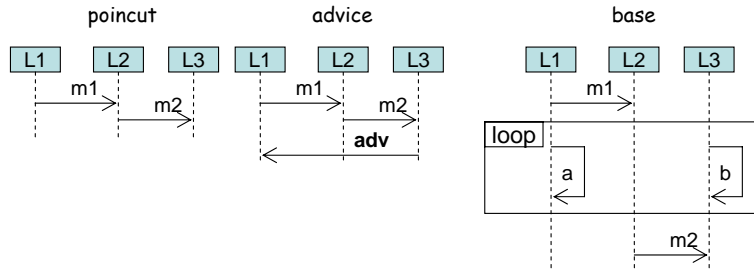 poincut advice base
L1 L2 L3 L1 L2 L3 L1 L2 L3
m1 m1 m1
m2 m2
adv
loop
a b
m2